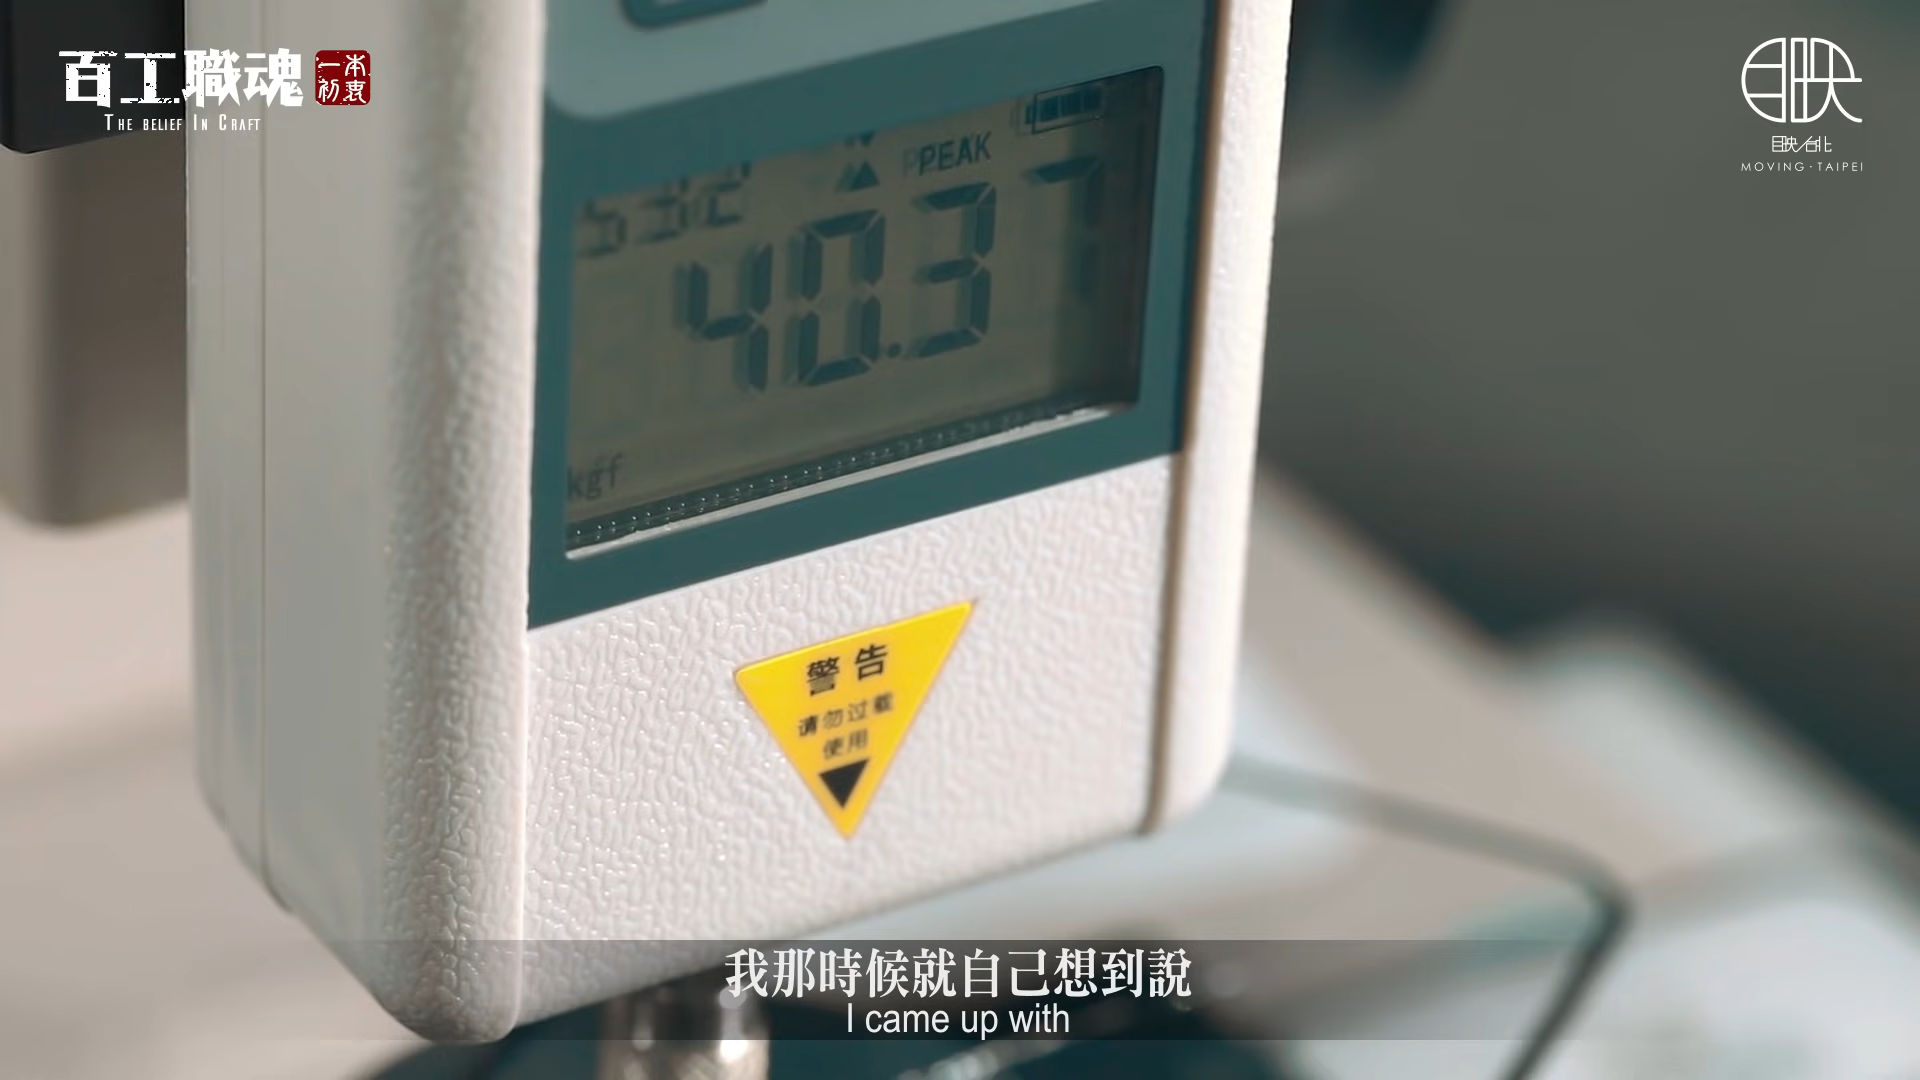 百工職魂
一本
初衷
THE BELIEF IN CRAFT
目映台北
MOVING·TAIPEI
PEAK
532
40.37
kgf
警告
请勿过载
使用
我那時候就自己想到說
I came up with